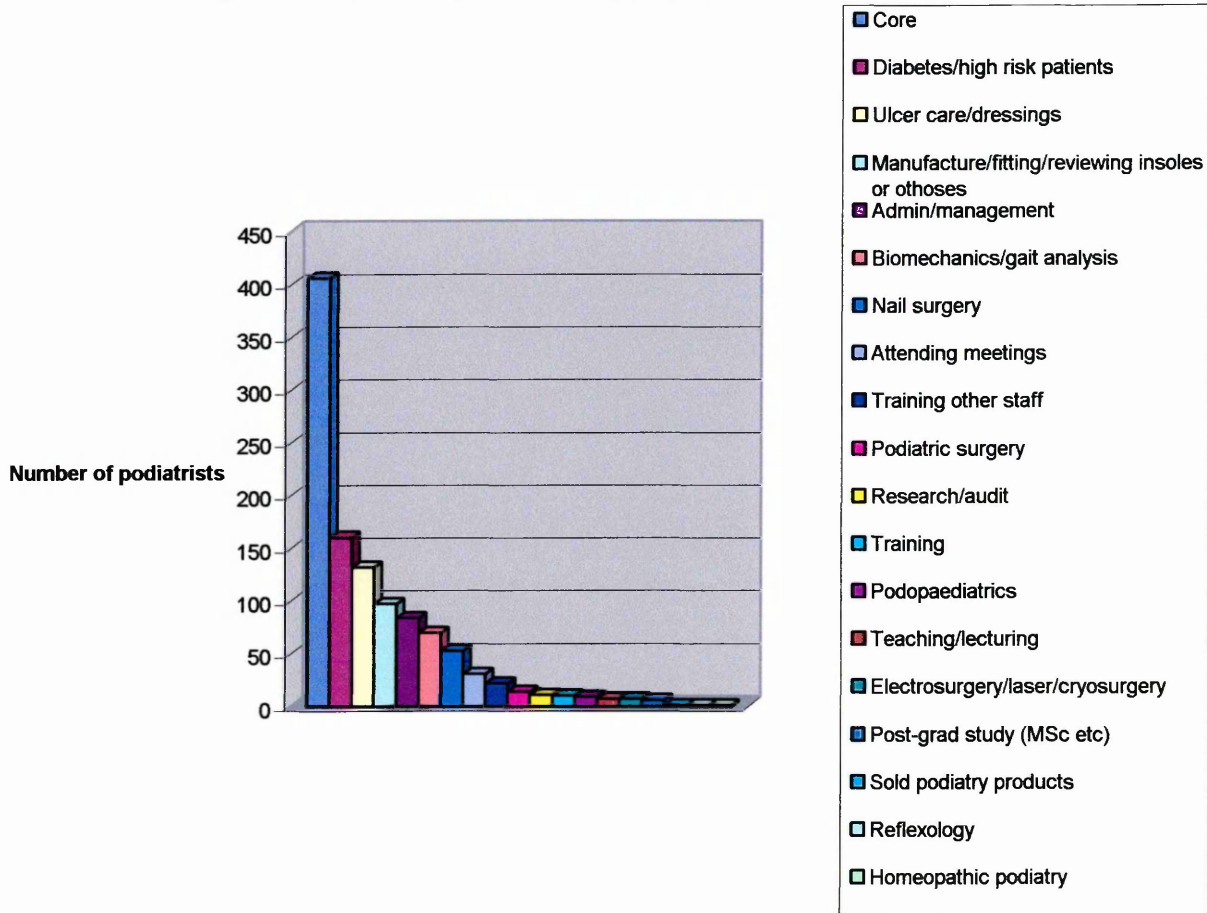 Number of podiatrists
450
400
350
300
250
200
150
100
50
0
Core
Diabetes/high risk patients
Ulcer care/dressings
Manufacture/fitting/reviewing insoles
or othoses
Admin/management
Biomechanics/gait analysis
Nail surgery
Attending meetings
Training other staff
Podiatric surgery
Research/audit
Training
Podopaediatrics
Teaching/lecturing
Electrosurgery/laser/cryosurgery
Post-grad study (MSc etc)
Sold podiatry products
Reflexology
Homeopathic podiatry